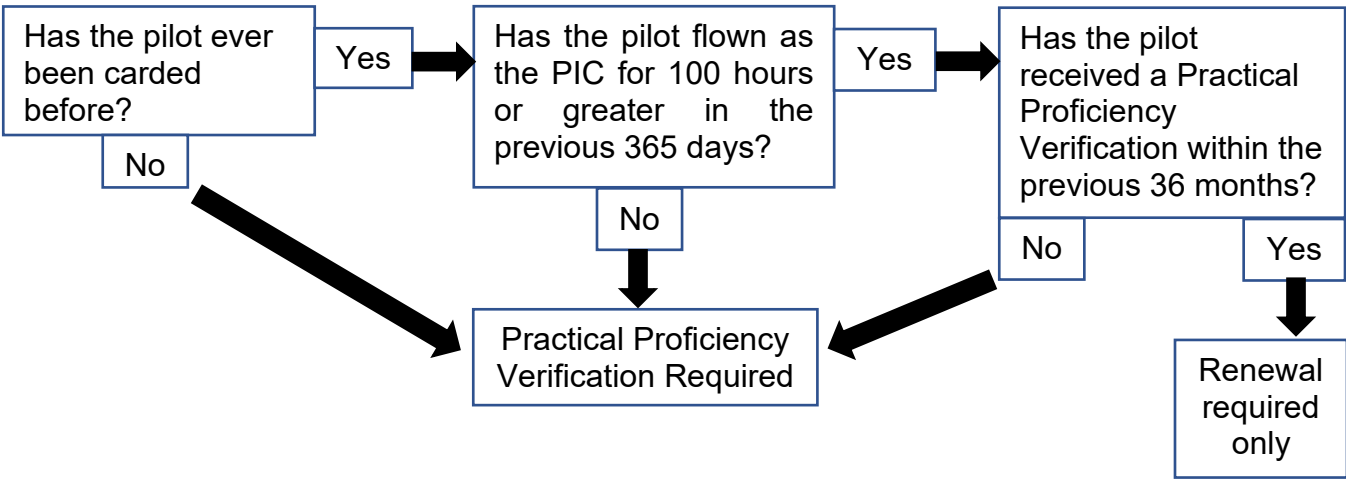 Has the pilot ever
been carded
before?
Yes
No
Has the pilot flown as
the PIC for 100 hours
or greater in the
previous 365 days?
Yes
No
Has the pilot
received a Practical
Proficiency
Verification within the
previous 36 months?
No
Yes
Practical Proficiency
Verification Required
Renewal
required
only